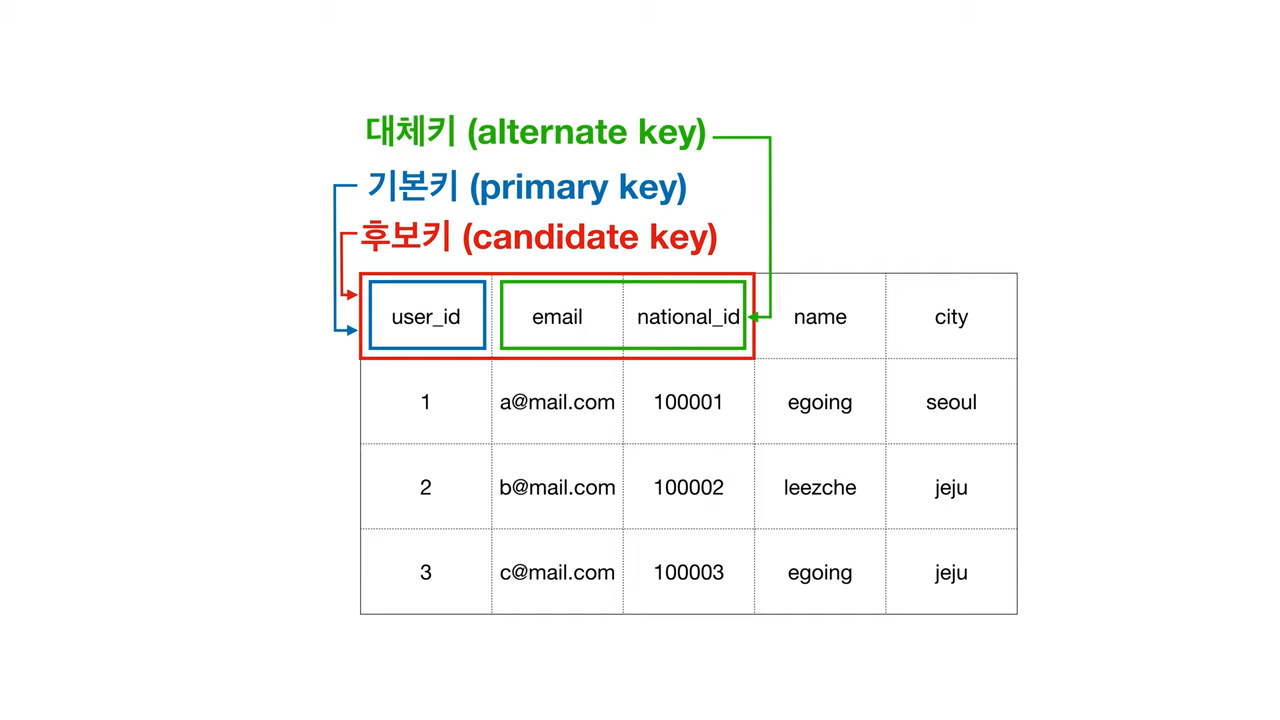 대체키 (alternate key)
기본키 (primary key)
후보키 (candidate key)
user_id email national_id name city
1 a@mail.com 100001 egoing seoul
2 b@mail.com 100002 leezche jeju
3 c@mail.com 100003 egoing jeju